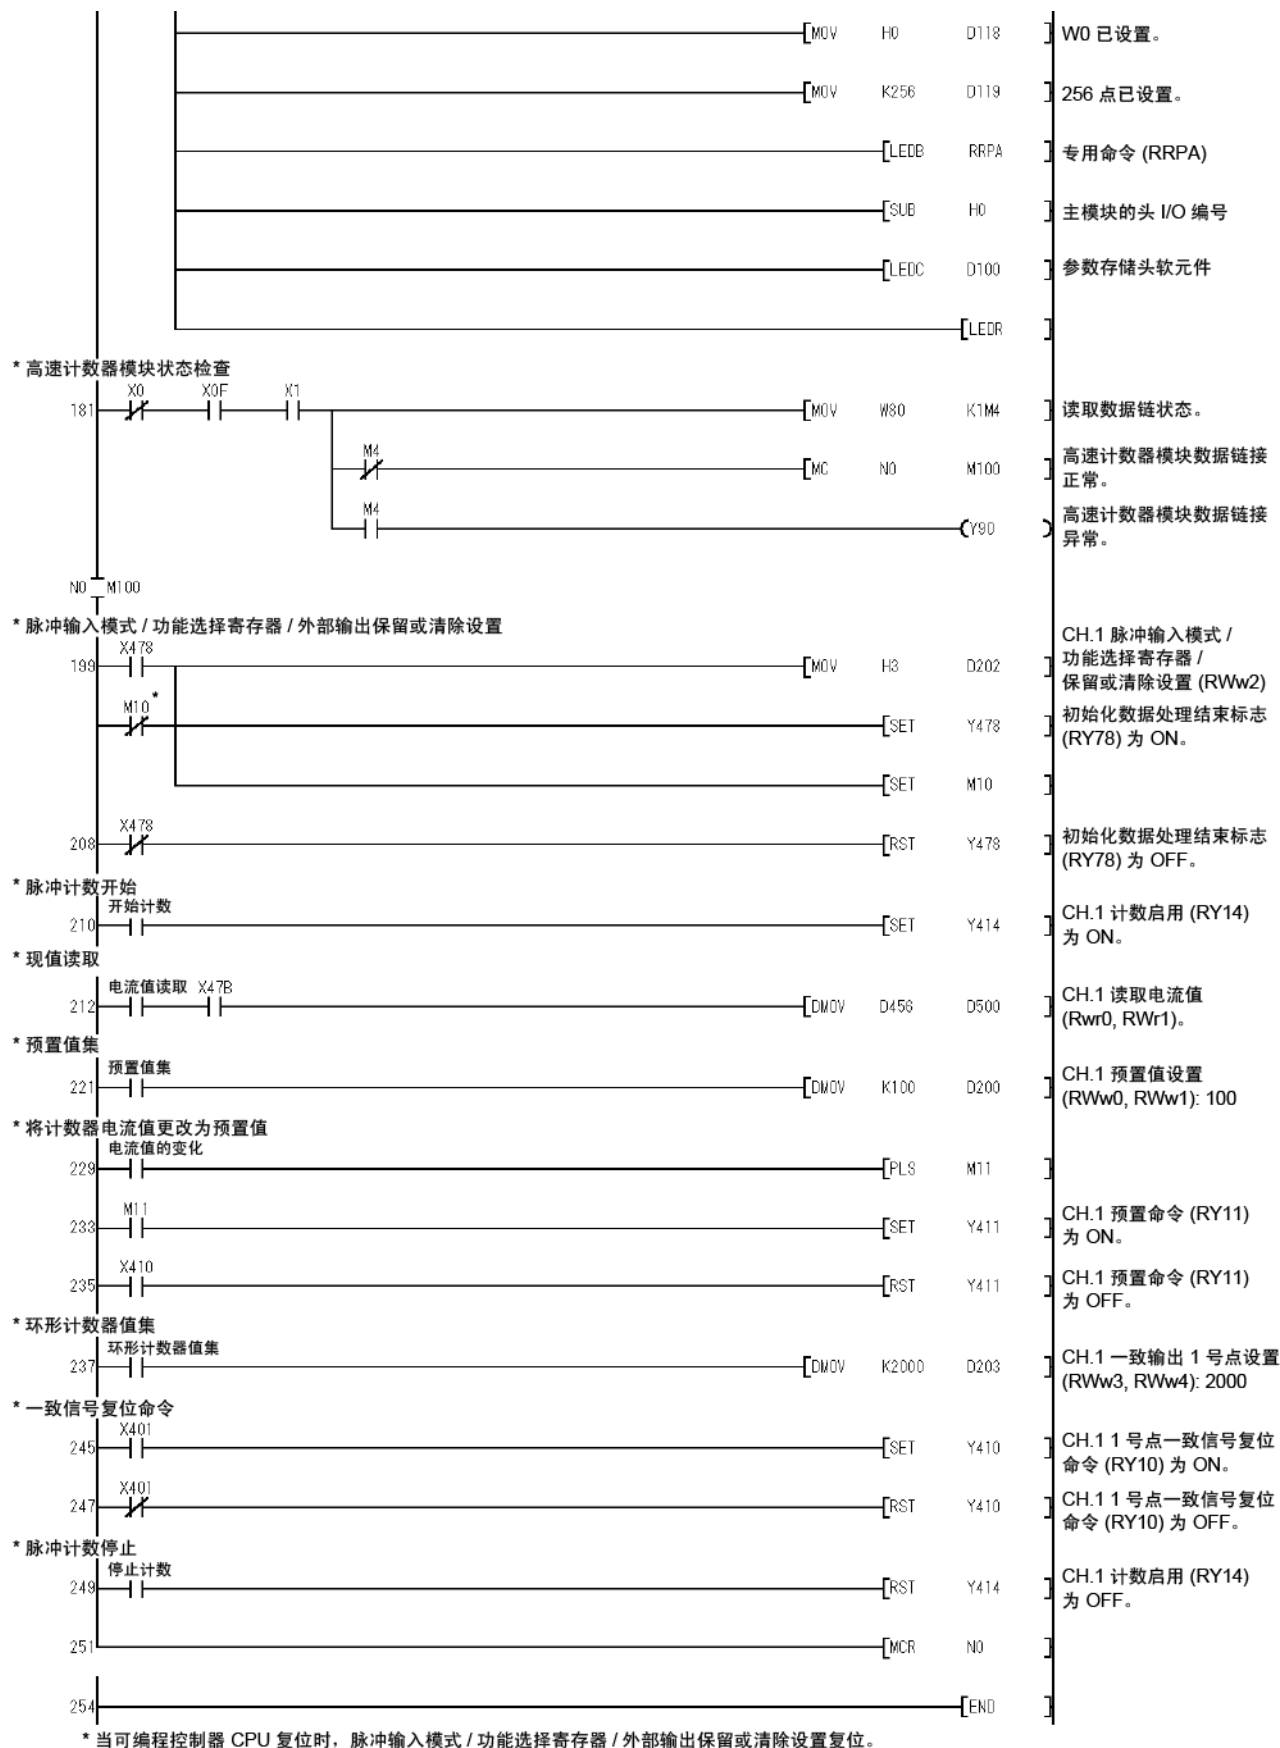 MOV H0 D118 W0 已设置。
MOV K256 D119 256 点已设置。
LEDB RRPA 专用命令 (RRPA)
SUB H0 主模块的头 I/O 编号
LEDC D100 参数存储头软元件
LEDR
* 高速计数器模块状态检查
X0 X0F X1
181 MOV W80 K1M4 读取数据链状态。
M4
MC N0 M100 高速计数器模块数据链接
正常。
M4
Y90 高速计数器模块数据链接
异常。
N0 M100
* 脉冲输入模式 / 功能选择寄存器 / 外部输出保留或清除设置
X478
199 MOV H3 D202 CH.1 脉冲输入模式 /
功能选择寄存器 /
保留或清除设置 (RWw2)
M10 *
SET Y478 初始化数据处理结束标志
(RY78) 为 ON。
SET M10
X478
208 RST Y478 初始化数据处理结束标志
(RY78) 为 OFF。
* 脉冲计数开始
开始计数
210 SET Y414 CH.1 计数启用 (RY14)
为 ON。
* 现值读取
电流值读取 X47B
212 DMOV D456 D500 CH.1 读取电流值
(Rwr0, RWr1)。
* 预置值集
预置值集
221 DMOV K100 D200 CH.1 预置值设置
(RWw0, RWw1): 100
* 将计数器电流值更改为预置值
电流值的变化
229 PLS M11
M11
233 SET Y411 CH.1 预置命令 (RY11)
为 ON。
X410
235 RST Y411 CH.1 预置命令 (RY11)
为 OFF。
* 环形计数器值集
环形计数器值集
237 DMOV K2000 D203 CH.1 一致输出 1 号点设置
(RWw3, RWw4): 2000
* 一致信号复位命令
X401
245 SET Y410 CH.1 1 号点一致信号复位
命令 (RY10) 为 ON。
X401
247 RST Y410 CH.1 1 号点一致信号复位
命令 (RY10) 为 OFF。
* 脉冲计数停止
停止计数
249 RST Y414 CH.1 计数启用 (RY14)
为 OFF。
251 MCR N0
254 END
* 当可编程控制器 CPU 复位时，脉冲输入模式 / 功能选择寄存器 / 外部输出保留或清除设置复位。